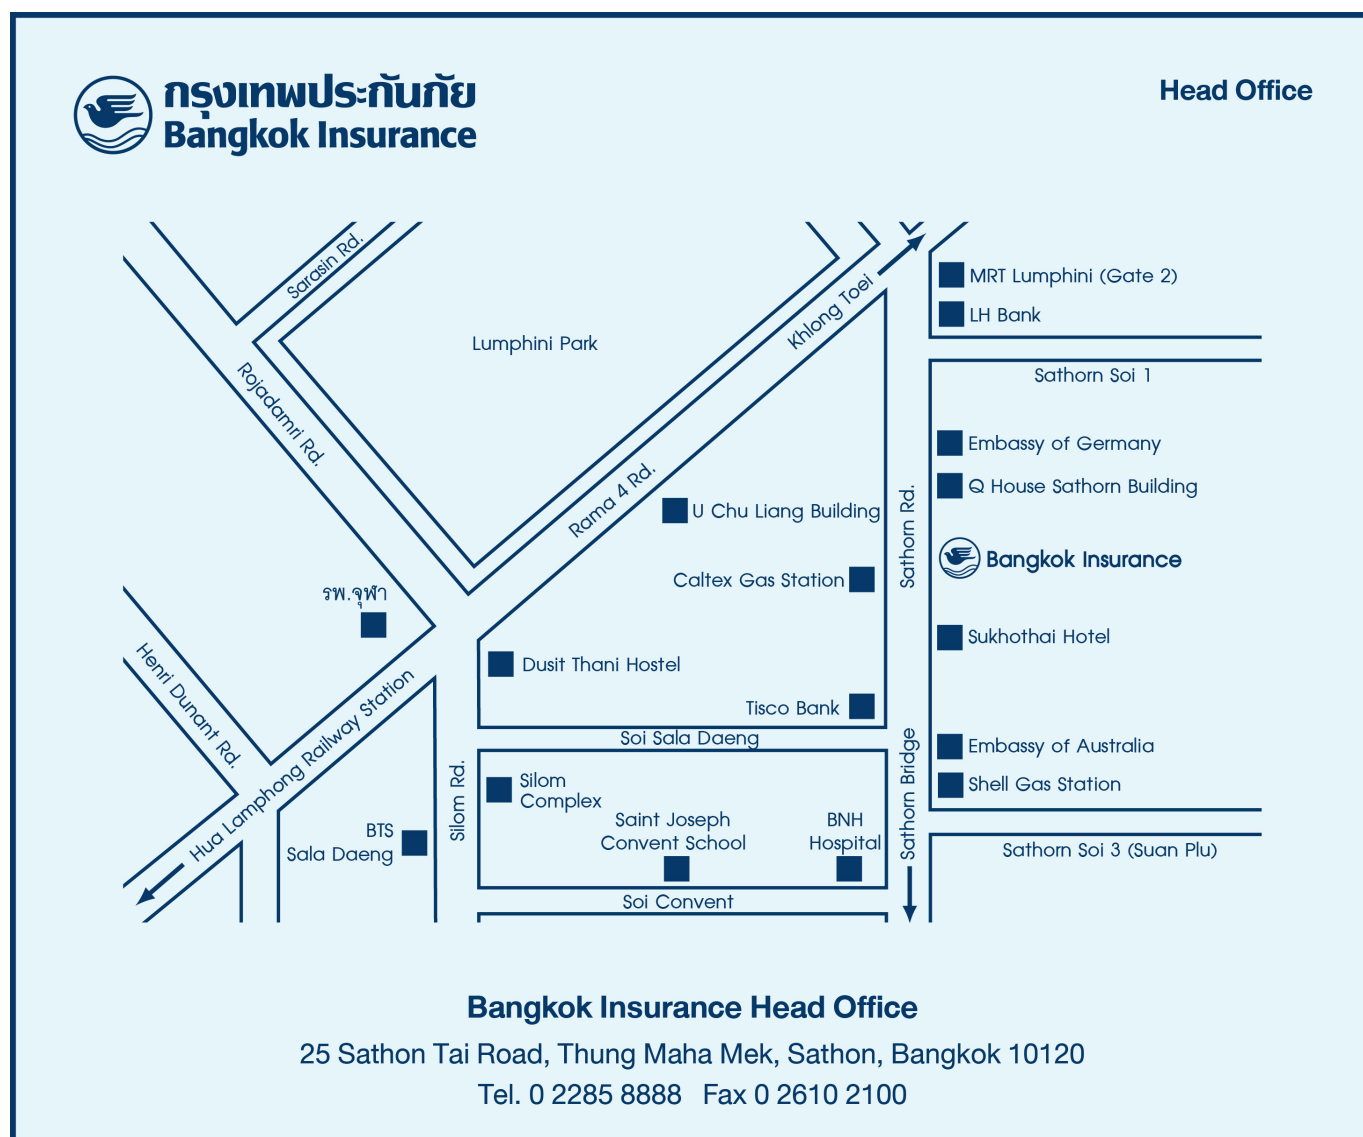 กรุงเทพประกันภัย
Bangkok Insurance
Head Office
Sarasin Rd.
Khlong Toei
MRT Lumphini (Gate 2)
LH Bank
Lumphini Park
Sathorn Soi 1
Rojadamri Rd.
Embassy of Germany
Rama 4 Rd.
Q House Sathorn Building
U Chu Liang Building
Sathorn Rd.
Bangkok Insurance
Caltex Gas Station
รพ.จุฬา
Sukhothai Hotel
Henri Dunant Rd.
Dusit Thani Hostel
Hua Lamphong Railway Station
Tisco Bank
Soi Sala Daeng
Embassy of Australia
Silom Rd.
Silom
Complex
Sathorn Bridge
Shell Gas Station
BTS
Sala Daeng
Saint Joseph
Convent School
BNH
Hospital
Sathorn Soi 3 (Suan Plu)
Soi Convent
Bangkok Insurance Head Office
25 Sathon Tai Road, Thung Maha Mek, Sathon, Bangkok 10120
Tel. 0 2285 8888 Fax 0 2610 2100